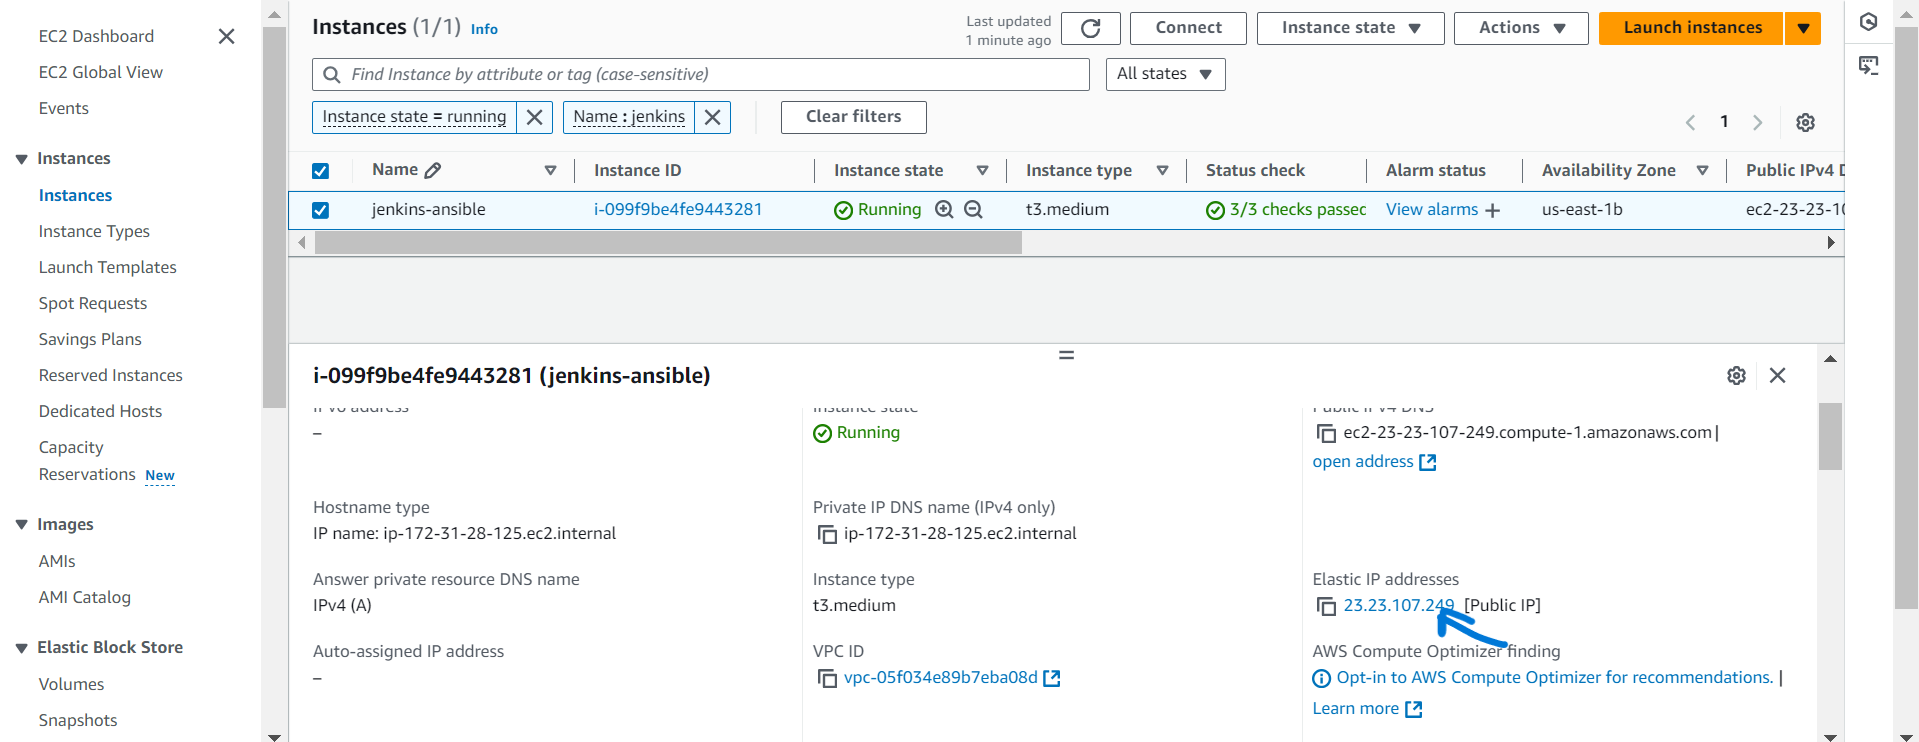 EC2 Dashboard
EC2 Global View
Events
Instances
Instances
Instance Types
Launch Templates
Spot Requests
Savings Plans
Reserved Instances
Dedicated Hosts
Capacity
Reservations New
Images
AMIs
AMI Catalog
Elastic Block Store
Volumes
Snapshots
Instances (1/1) Info
Last updated
1 minute ago
Connect
Instance state
Actions
Launch instances
Find Instance by attribute or tag (case-sensitive)
All states
Instance state = running
Name : jenkins
Clear filters
1
Name Instance ID Instance state Instance type Status check Alarm status Availability Zone Public IPv4 D
jenkins-ansible i-099f9be4fe9443281 Running t3.medium 3/3 checks passed View alarms + us-east-1b ec2-23-23-10
i-099f9be4fe9443281 (jenkins-ansible)
IPv6 address Instance state Public IPv4 DNS
– Running ec2-23-23-107-249.compute-1.amazonaws.com |
open address
Hostname type Private IP DNS name (IPv4 only)
IP name: ip-172-31-28-125.ec2.internal ip-172-31-28-125.ec2.internal
Answer private resource DNS name Instance type Elastic IP addresses
IPv4 (A) t3.medium 23.23.107.249 [Public IP]
Auto-assigned IP address VPC ID AWS Compute Optimizer finding
– vpc-05f034e89b7eba08d Opt-in to AWS Compute Optimizer for recommendations. |
Learn more